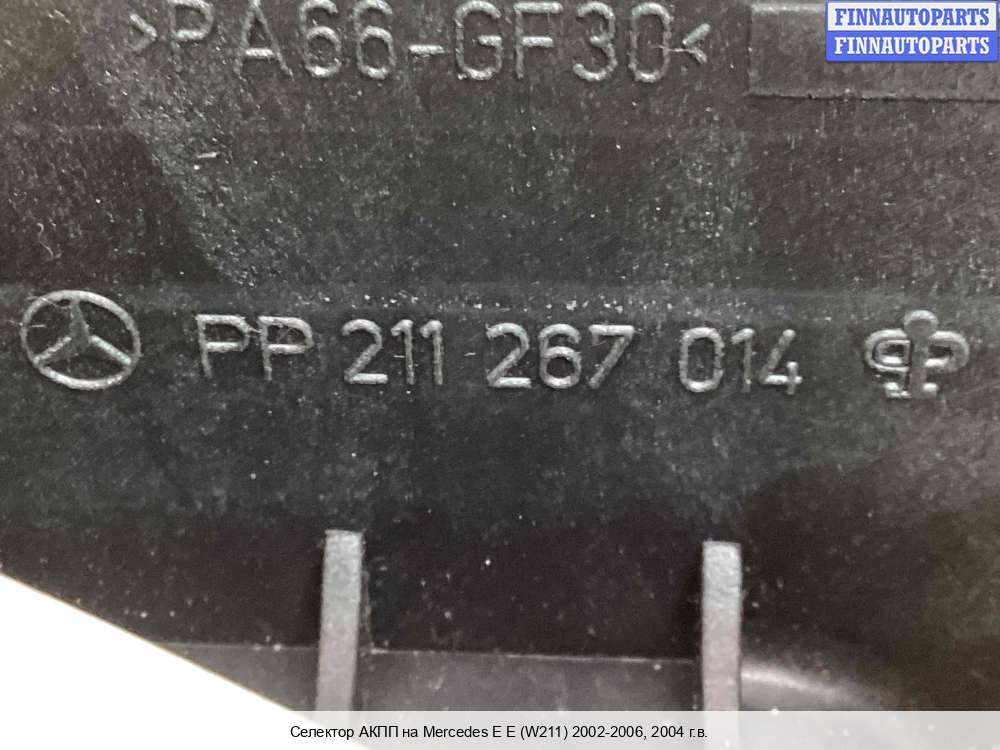 FINNAUTOPARTS
FINNAUTOPARTS
>PA66-GF30<
PP 211 267 014
Селектор АКПП на Mercedes E E (W211) 2002-2006, 2004 г.в.